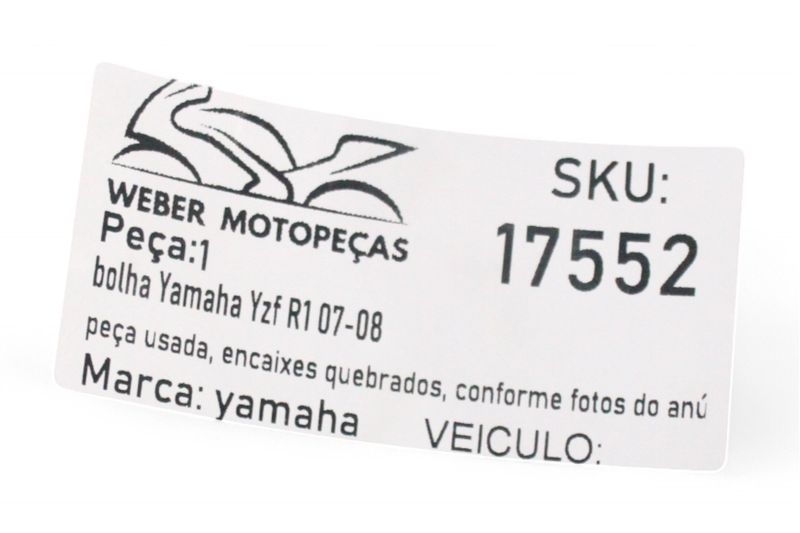 WEBER MOTOPEÇAS
SKU:
17552
Peça:1
bolha Yamaha Yzf R1 07-08
peça usada, encaixes quebrados, conforme fotos do anú
Marca: yamaha
VEICULO: